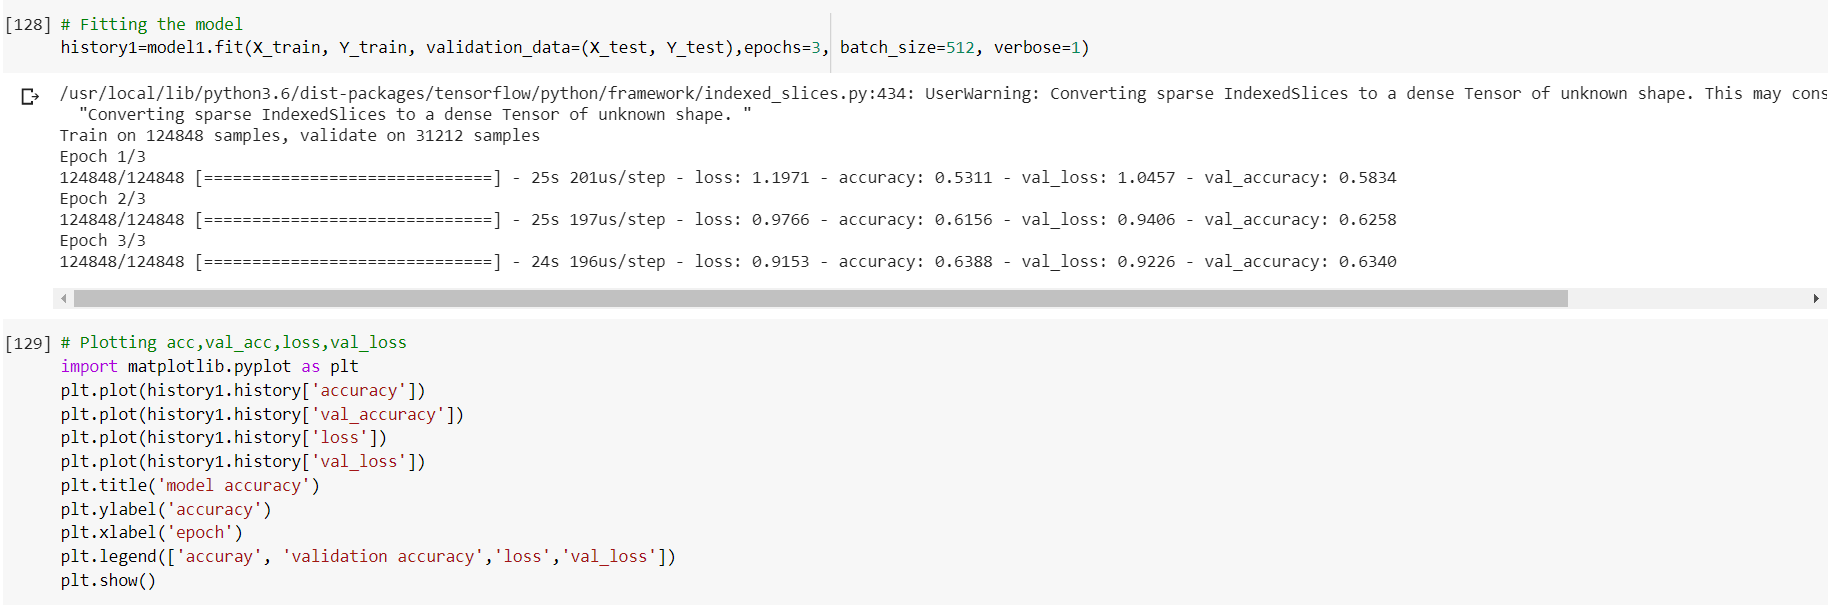 [128] # Fitting the model
history1=model1.fit(X_train, Y_train, validation_data=(X_test, Y_test),epochs=3, batch_size=512, verbose=1)
/usr/local/lib/python3.6/dist-packages/tensorflow/python/framework/indexed_slices.py:434: UserWarning: Converting sparse IndexedSlices to a dense Tensor of unknown shape. This may cons
"Converting sparse IndexedSlices to a dense Tensor of unknown shape. "
Train on 124848 samples, validate on 31212 samples
Epoch 1/3
124848/124848 [==============================] - 25s 201us/step - loss: 1.1971 - accuracy: 0.5311 - val_loss: 1.0457 - val_accuracy: 0.5834
Epoch 2/3
124848/124848 [==============================] - 25s 197us/step - loss: 0.9766 - accuracy: 0.6156 - val_loss: 0.9406 - val_accuracy: 0.6258
Epoch 3/3
124848/124848 [==============================] - 24s 196us/step - loss: 0.9153 - accuracy: 0.6388 - val_loss: 0.9226 - val_accuracy: 0.6340
[129] # Plotting acc,val_acc,loss,val_loss
import matplotlib.pyplot as plt
plt.plot(history1.history['accuracy'])
plt.plot(history1.history['val_accuracy'])
plt.plot(history1.history['loss'])
plt.plot(history1.history['val_loss'])
plt.title('model accuracy')
plt.ylabel('accuracy')
plt.xlabel('epoch')
plt.legend(['accuray', 'validation accuracy','loss','val_loss'])
plt.show()